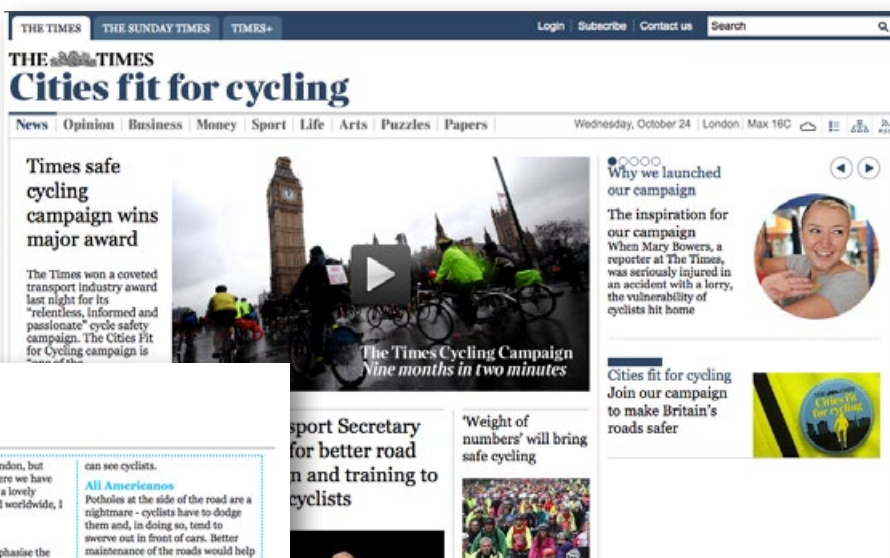 THE TIMES
THE SUNDAY TIMES
TIMES+
Login
Subscribe
Contact us
Search
THE TIMES
Cities fit for cycling
News
Opinion
Business
Money
Sport
Life
Arts
Puzzles
Papers
Wednesday, October 24
London
Max 16C
Times safe
cycling
campaign wins
major award
The Times won a coveted
transport industry award
last night for its
"relentless, informed and
passionate" cycle safety
campaign. The Cities Fit
for Cycling campaign is
"one of the
The Times Cycling Campaign
Nine months in two minutes
Why we launched
our campaign
The inspiration for
our campaign
When Mary Bowers, a
reporter at The Times,
was seriously injured in
an accident with a lorry,
the vulnerability of
cyclists hit home
Cities fit for cycling
Join our campaign
to make Britain's
roads safer
THE TIMES
Cities fit
for cycling
sport Secretary
for better road
n and training to
cyclists
'Weight of
numbers' will bring
safe cycling
ndon, but
ere we have
a lovely
d worldwide, I
phasise the
can see cyclists.
Ali Americanos
Potholes at the side of the road are a
nightmare - cyclists have to dodge
them and, in doing so, tend to
swerve out in front of cars. Better
maintenance of the roads would help